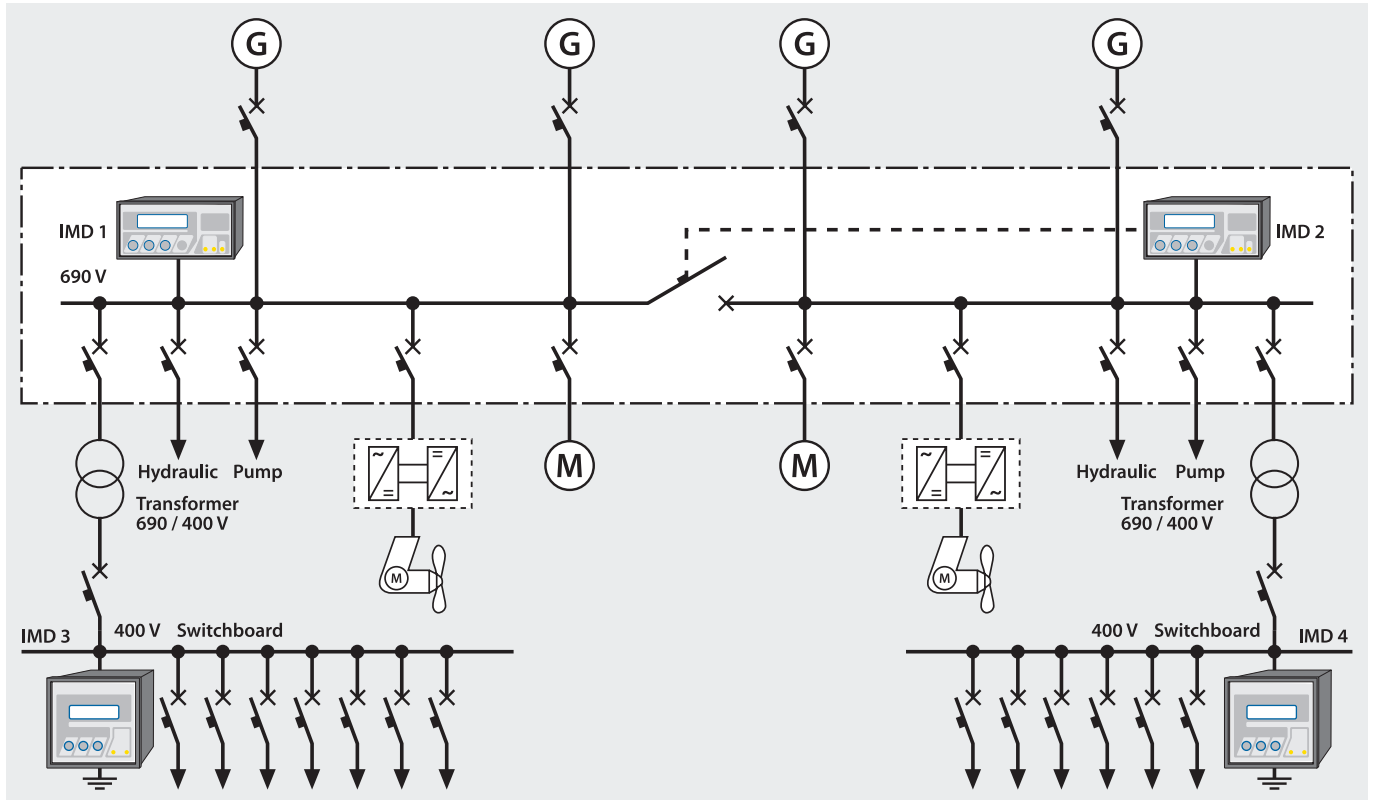 G G G G
IMD 1
IMD 2
690 V
Hydraulic Pump
M
M
Hydraulic Pump
Transformer
690 / 400 V
Transformer
690 / 400 V
M
M
IMD 3
400 V Switchboard
400 V Switchboard
IMD 4